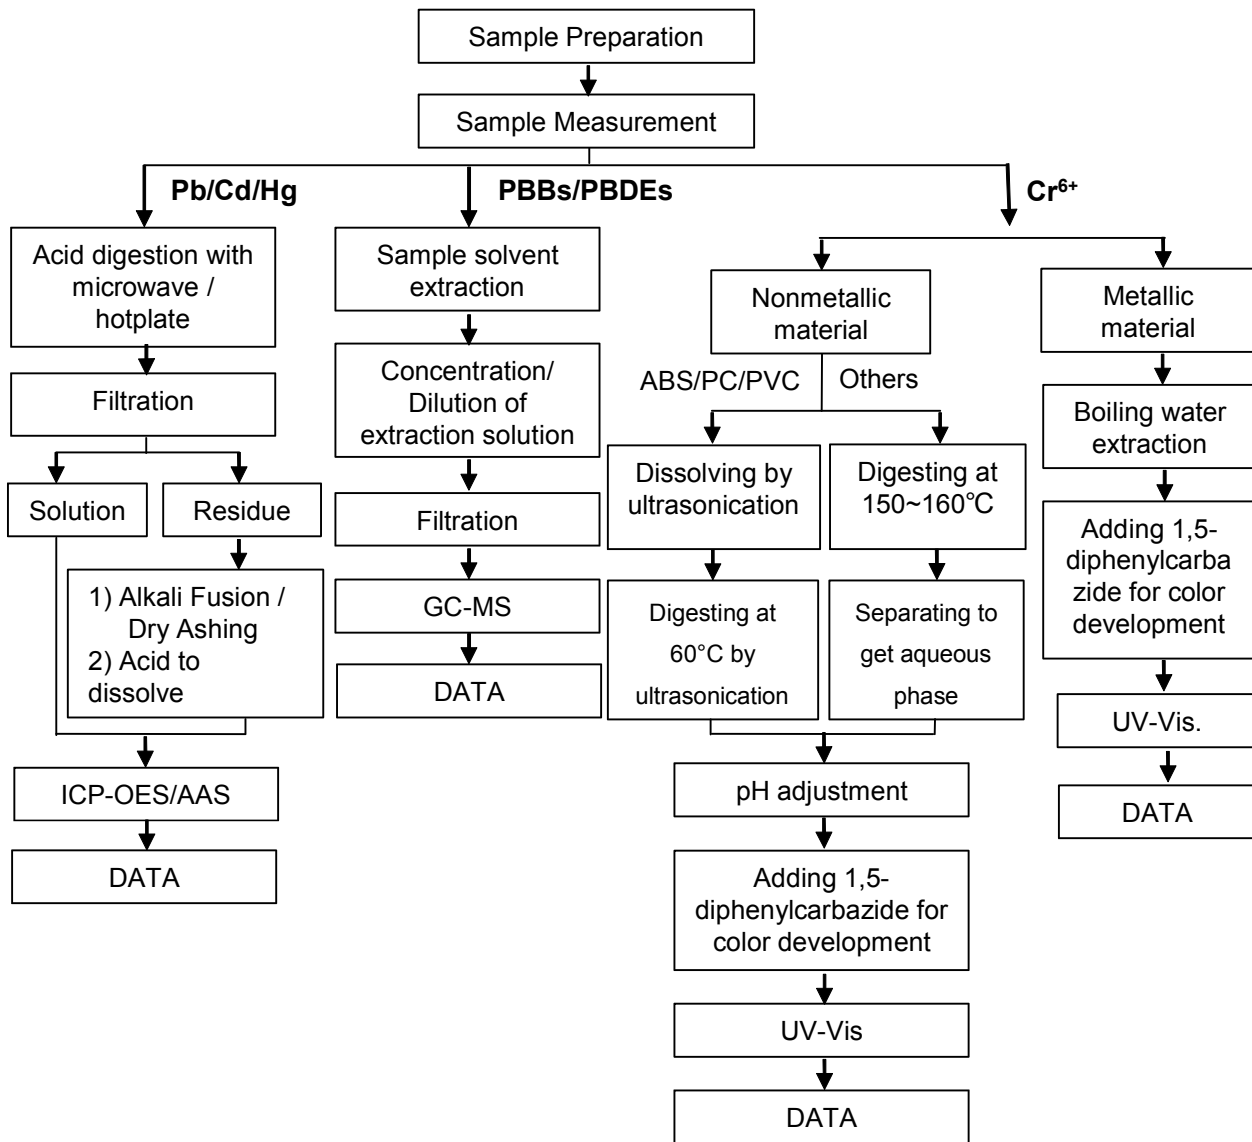 Sample Preparation
Sample Measurement
Pb/Cd/Hg
PBBs/PBDEs
Cr⁶⁺
Acid digestion with
microwave /
hotplate
Filtration
Solution
Residue
1) Alkali Fusion /
Dry Ashing
2) Acid to
dissolve
ICP-OES/AAS
DATA
Sample solvent
extraction
Concentration/
Dilution of
extraction solution
Filtration
GC-MS
DATA
Nonmetallic
material
ABS/PC/PVC
Others
Dissolving by
ultrasonication
Digesting at
60°C by
ultrasonication
Digesting at
150~160℃
Separating to
get aqueous
phase
pH adjustment
Adding 1,5-
diphenylcarbazide for
color development
UV-Vis
DATA
Metallic
material
Boiling water
extraction
Adding 1,5-
diphenylcarba
zide for color
development
UV-Vis.
DATA